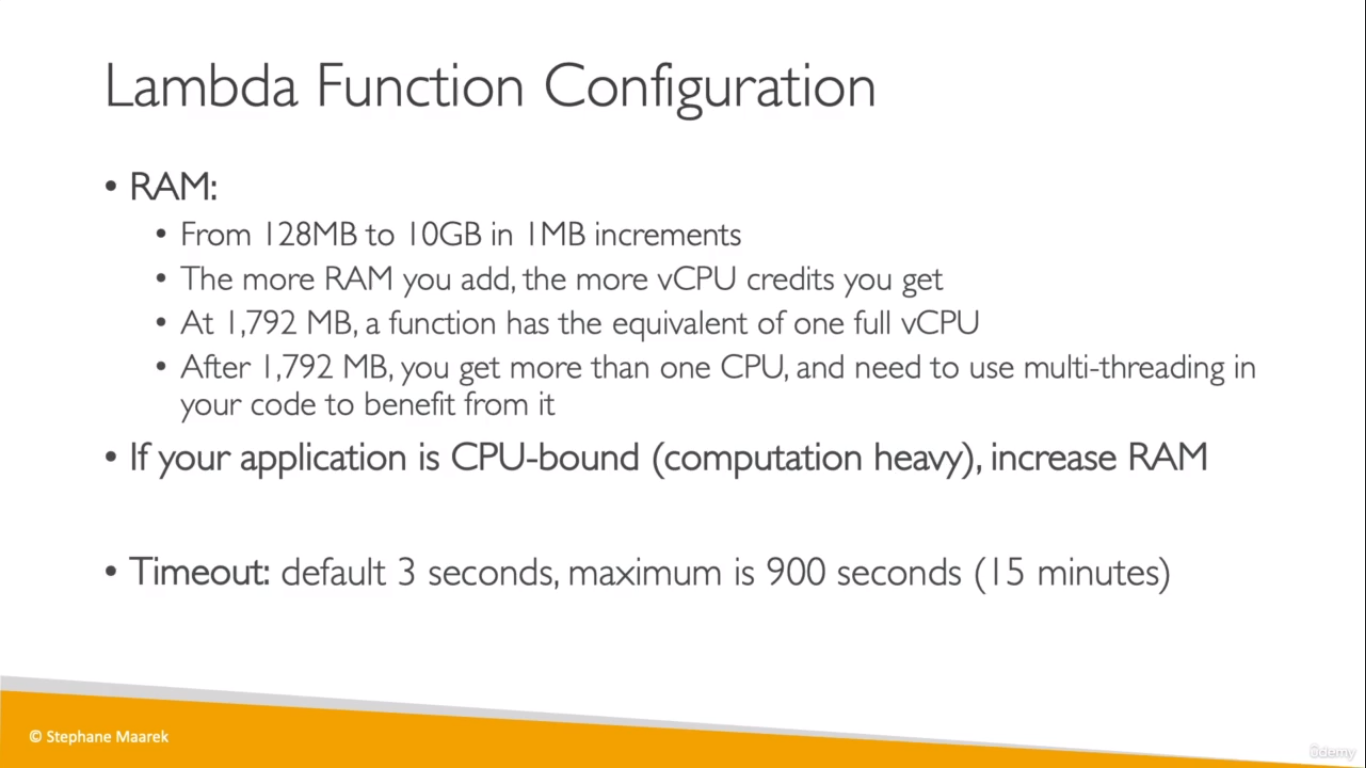 Lambda Function Configuration
• RAM:
• From 128MB to 10GB in 1MB increments
• The more RAM you add, the more vCPU credits you get
• At 1,792 MB, a function has the equivalent of one full vCPU
• After 1,792 MB, you get more than one CPU, and need to use multi-threading in
your code to benefit from it
• If your application is CPU-bound (computation heavy), increase RAM
• Timeout: default 3 seconds, maximum is 900 seconds (15 minutes)
© Stephane Maarek
ûdemy